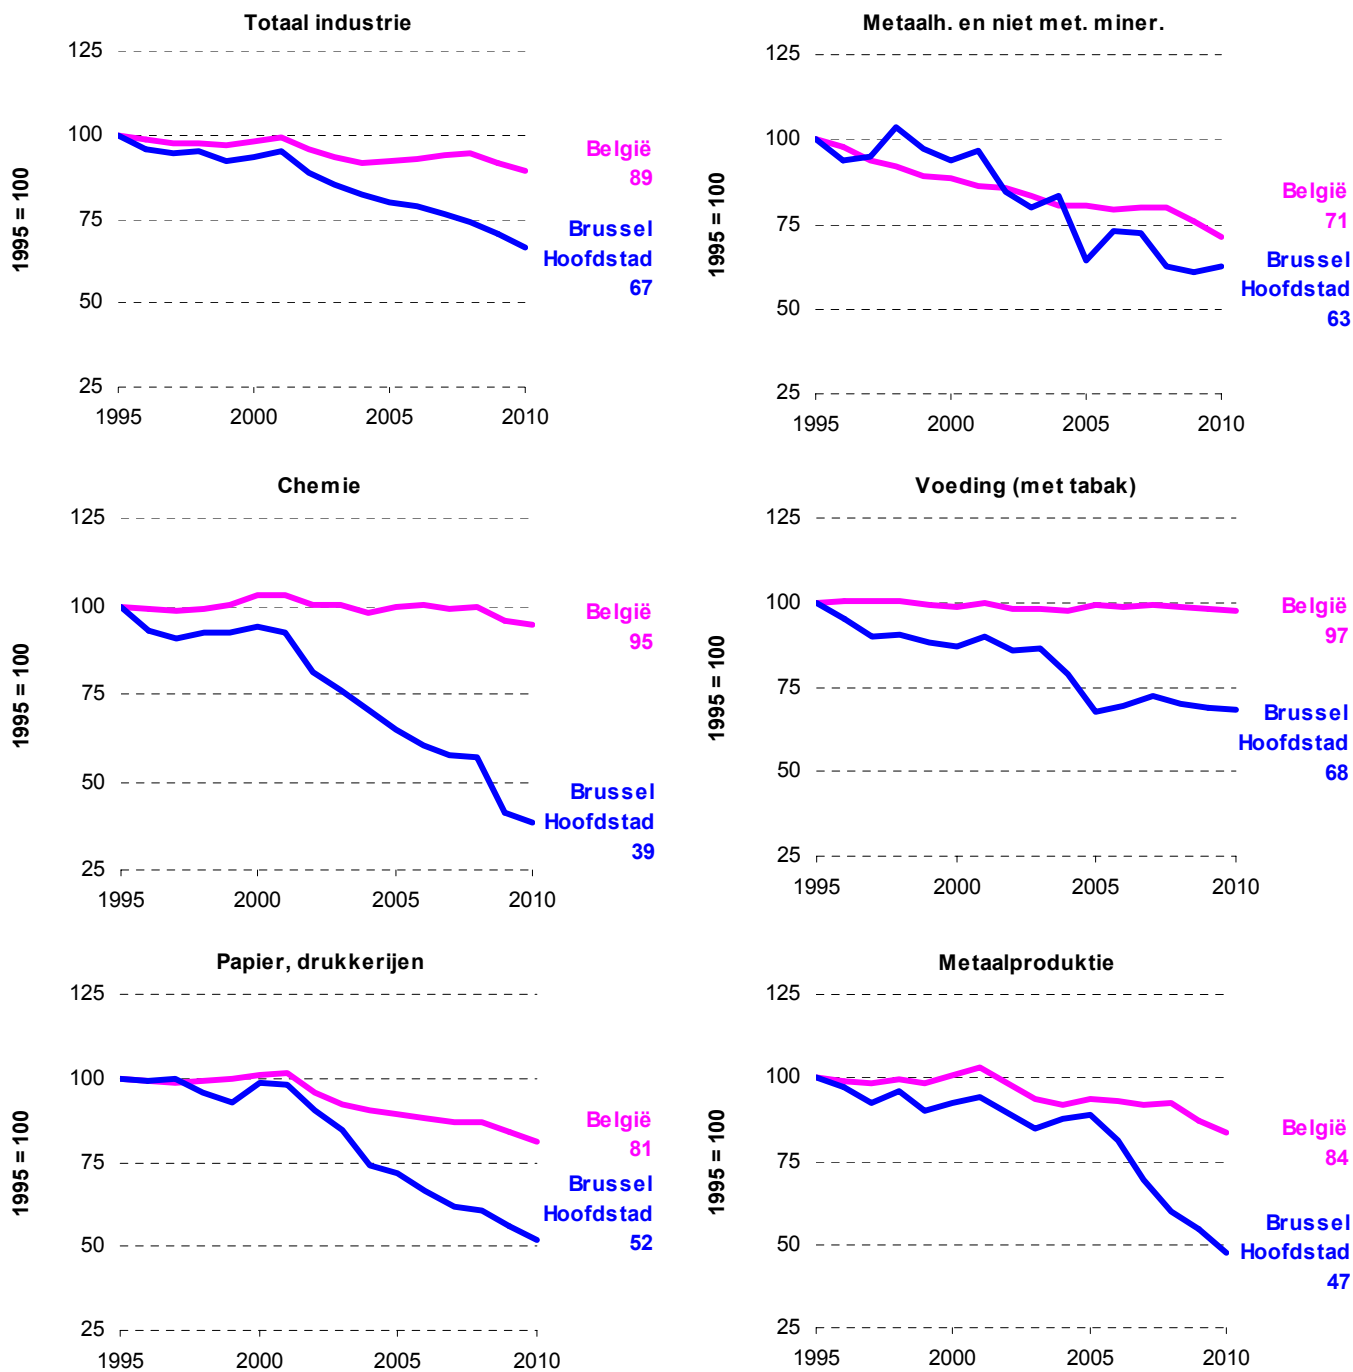 Totaal industrie
1995 = 100
125
100
75
50
25
1995 2000 2005 2010
België
89
Brussel
Hoofdstad
67
Metaalh. en niet met. miner.
1995 = 100
125
100
75
50
25
1995 2000 2005 2010
België
71
Brussel
Hoofdstad
63
Chemie
1995 = 100
125
100
75
50
25
1995 2000 2005 2010
België
95
Brussel
Hoofdstad
39
Voeding (met tabak)
1995 = 100
125
100
75
50
25
1995 2000 2005 2010
België
97
Brussel
Hoofdstad
68
Papier, drukkerijen
1995 = 100
125
100
75
50
25
1995 2000 2005 2010
België
81
Brussel
Hoofdstad
52
Metaalproduktie
1995 = 100
125
100
75
50
25
1995 2000 2005 2010
België
84
Brussel
Hoofdstad
47